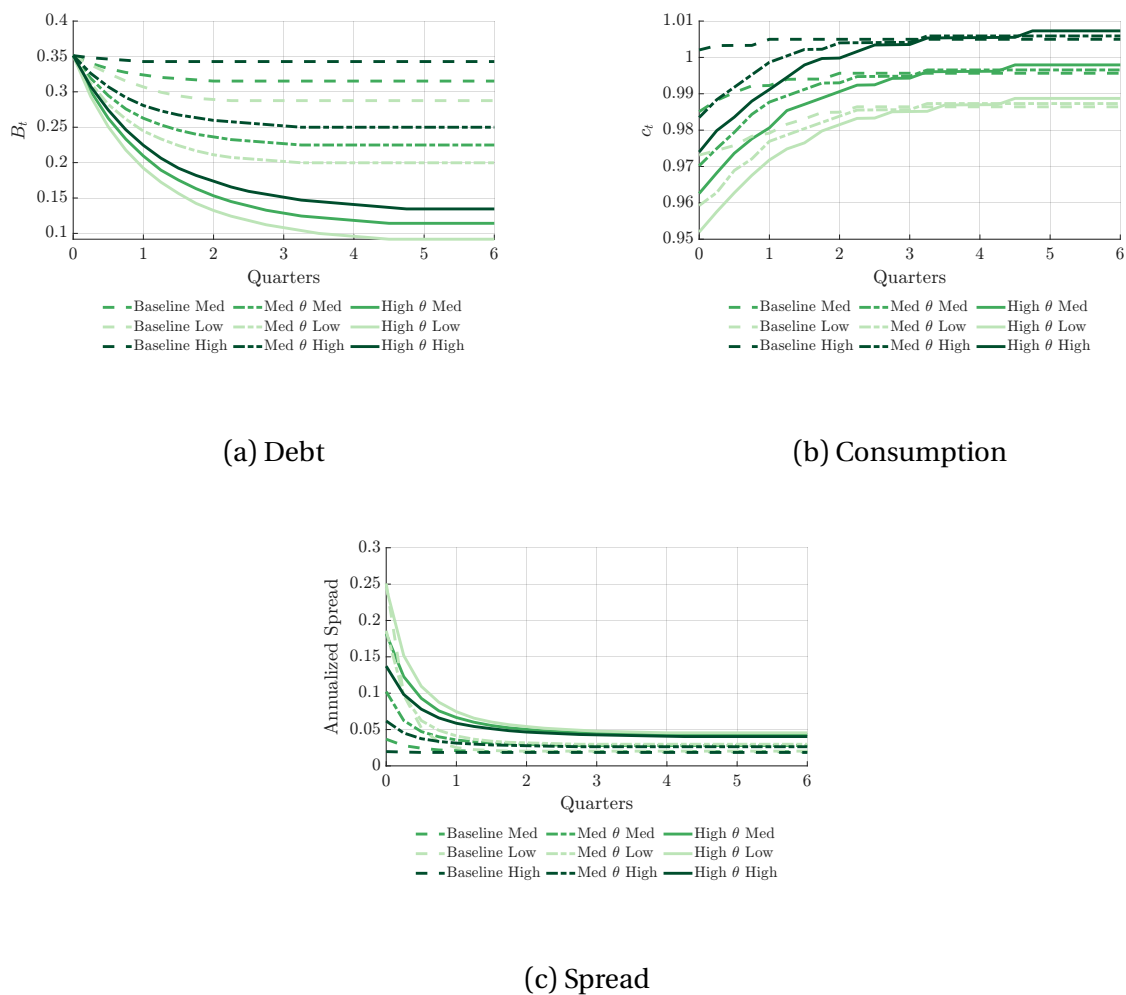 0.4
0.35
0.3
0.25
0.2
0.15
0.1
B_t
0 1 2 3 4 5 6
Quarters
Baseline Med Med θ Med High θ Med
Baseline Low Med θ Low High θ Low
Baseline High Med θ High High θ High
(a) Debt
1.01
1
0.99
0.98
0.97
0.96
0.95
c_t
0 1 2 3 4 5 6
Quarters
Baseline Med Med θ Med High θ Med
Baseline Low Med θ Low High θ Low
Baseline High Med θ High High θ High
(b) Consumption
0.3
0.25
0.2
0.15
0.1
0.05
0
Annualized Spread
0 1 2 3 4 5 6
Quarters
Baseline Med Med θ Med High θ Med
Baseline Low Med θ Low High θ Low
Baseline High Med θ High High θ High
(c) Spread